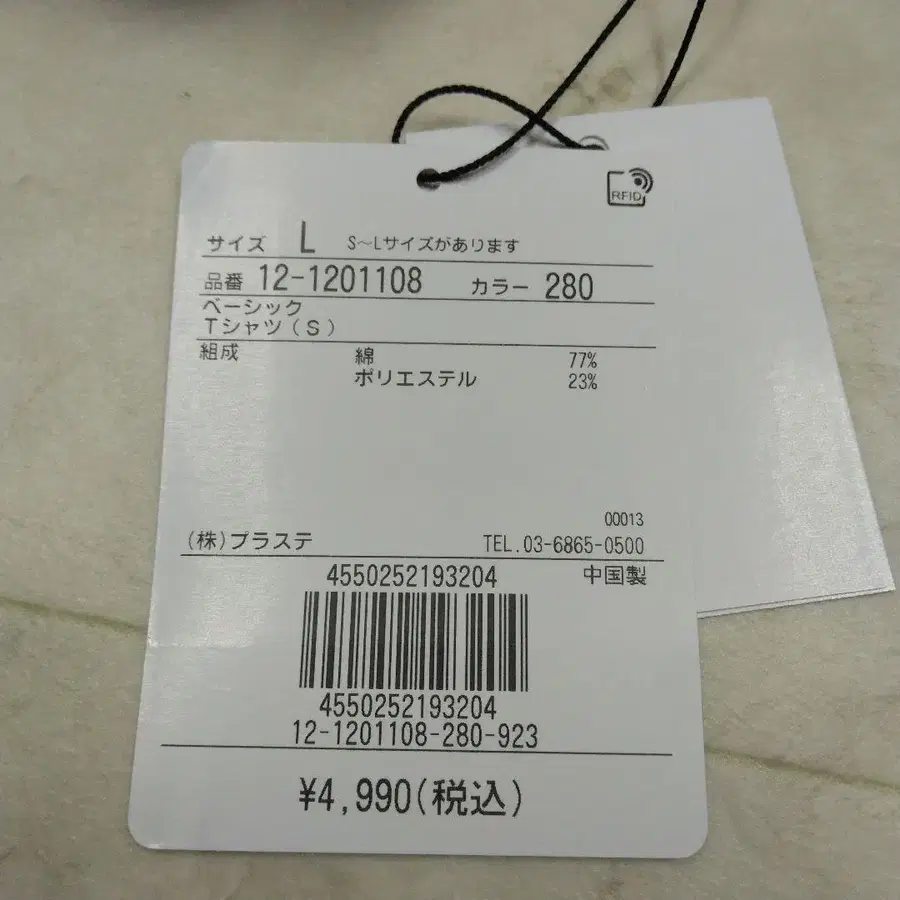 RFID
サイズ L S～Lサイズがあります
品番 12-1201108 カラー 280
ベーシック
Tシャツ(S)
組成 綿 77%
ポリエステル 23%
00013
(株)プラステ TEL.03-6865-0500
4550252193204 中国製
4550252193204
12-1201108-280-923
¥4,990(税込)